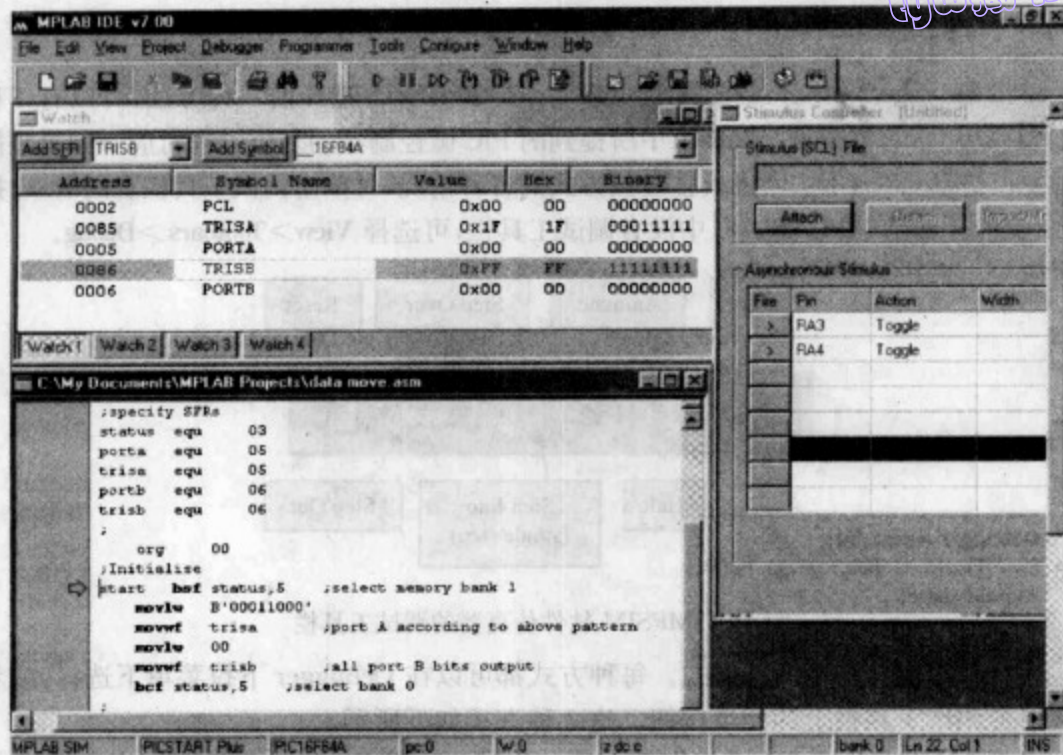 MPLAB IDE v7.00
File Edit View Project Debugger Programmer Tools Configure Window Help
Watch
Add SFR TRISB Add Symbol __16F84A
Address Symbol Name Value Hex Binary
0002 PCL 0x00 00 00000000
0085 TRISA 0x1F 1F 00011111
0005 PORTA 0x00 00 00000000
0086 TRISB 0xFF FF 11111111
0006 PORTB 0x00 00 00000000
Watch 1 Watch 2 Watch 3 Watch 4
Stimulus Controller - [Untitled]
Stimulus (SCL) File
Attach
Asynchronous Stimulus
Fire Pin Action Width
> RA3 Toggle
> RA4 Toggle
C:\My Documents\MPLAB Projects\data move.asm
;specify SFRs
status equ 03
porta equ 05
trisa equ 05
portb equ 06
trisb equ 06
;
org 00
;Initialise
start bsf status,5 ;select memory bank 1
movlw B'00011000'
movwf trisa ;port A according to above pattern
movlw 00
movwf trisb ;all port B bits output
bcf status,5 ;select bank 0
;
MPLAB SIM PICSTART Plus PIC16F84A pc:0 W:0 z dc c bank 0 Ln 22, Col 1 INS